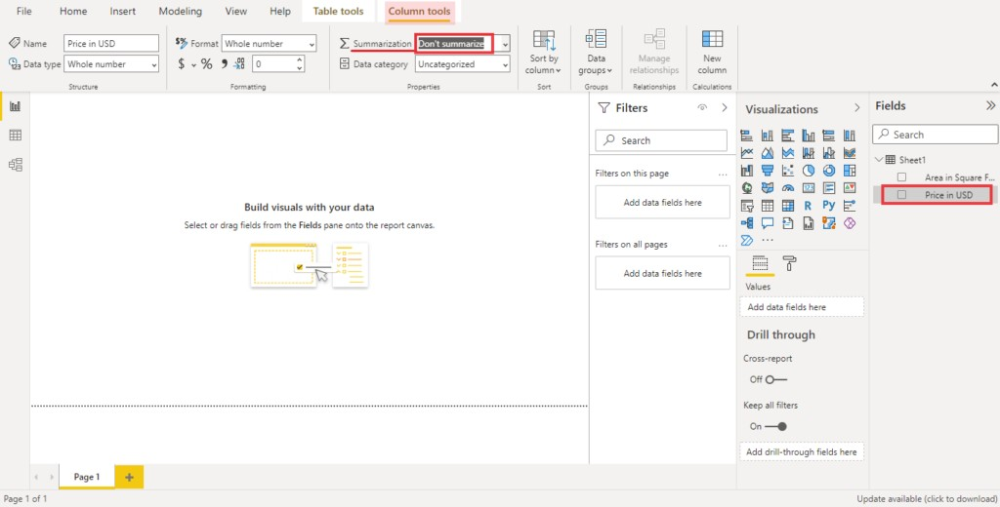 File Home Insert Modeling View Help Table tools Column tools
Name Price in USD
Data type Whole number
Structure
Format Whole number
$ % 0
Formatting
Summarization Don't summarize
Data category Uncategorized
Properties
Sort by
column
Sort
Data
groups
Groups
Manage
relationships
Relationships
New
column
Calculations
Build visuals with your data
Select or drag fields from the Fields pane onto the report canvas.
Filters
Search
Filters on this page ...
Add data fields here
Filters on all pages ...
Add data fields here
Visualizations
R Py
...
Values
Add data fields here
Drill through
Cross-report
Off
Keep all filters
On
Add drill-through fields here
Fields
Search
Sheet1
Area in Square F...
Price in USD
Page 1 +
Page 1 of 1
Update available (click to download)